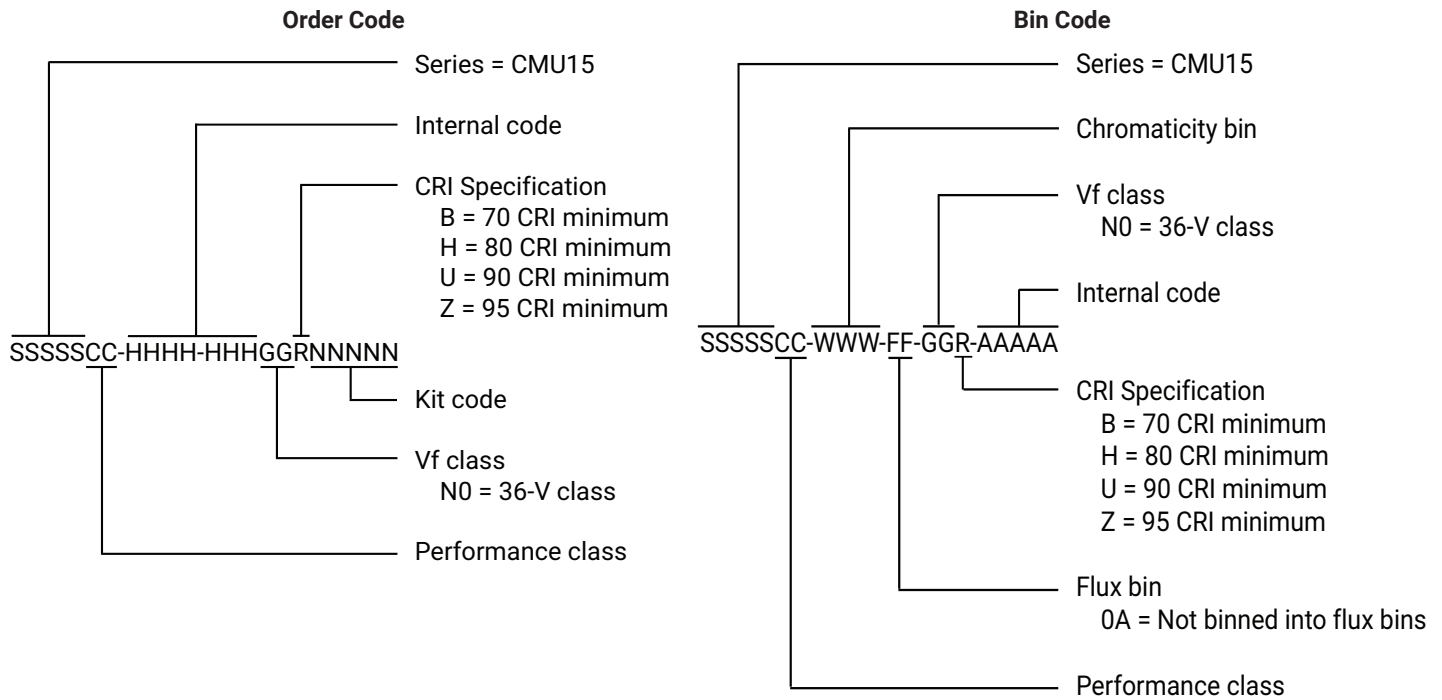 Order Code
Series = CMU15
Internal code
CRI Specification
B = 70 CRI minimum
H = 80 CRI minimum
U = 90 CRI minimum
Z = 95 CRI minimum
SSSSSCC-HHHH-HHHGGRNNNNN
Kit code
Vf class
N0 = 36-V class
Performance class
Bin Code
Series = CMU15
Chromaticity bin
Vf class
N0 = 36-V class
Internal code
SSSSSCC-WWW-FF-GGR-AAAAA
CRI Specification
B = 70 CRI minimum
H = 80 CRI minimum
U = 90 CRI minimum
Z = 95 CRI minimum
Flux bin
0A = Not binned into flux bins
Performance class